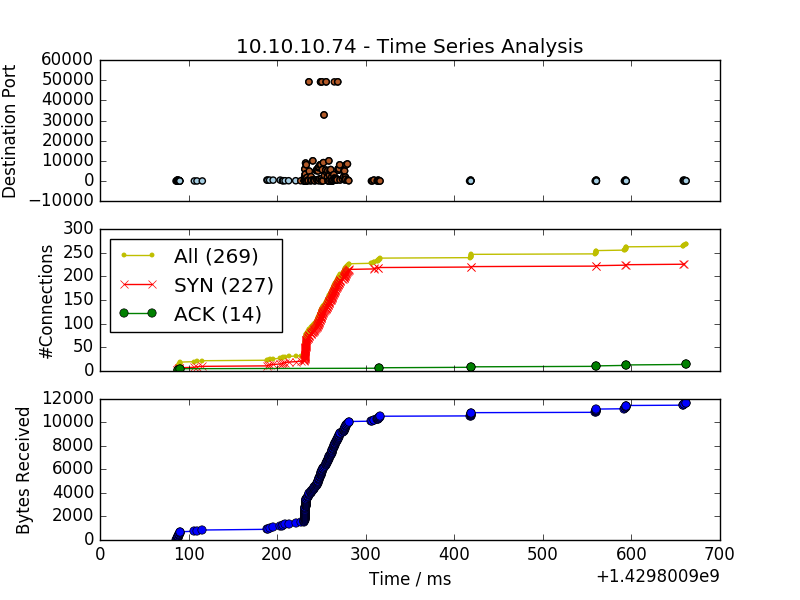 10.10.10.74 - Time Series Analysis
Destination Port
60000
50000
40000
30000
20000
10000
0
−10000
#Connections
300
250
200
150
100
50
0
All (269)
SYN (227)
ACK (14)
Bytes Received
12000
10000
8000
6000
4000
2000
0
0 100 200 300 400 500 600 700
Time / ms
+1.4298009e9